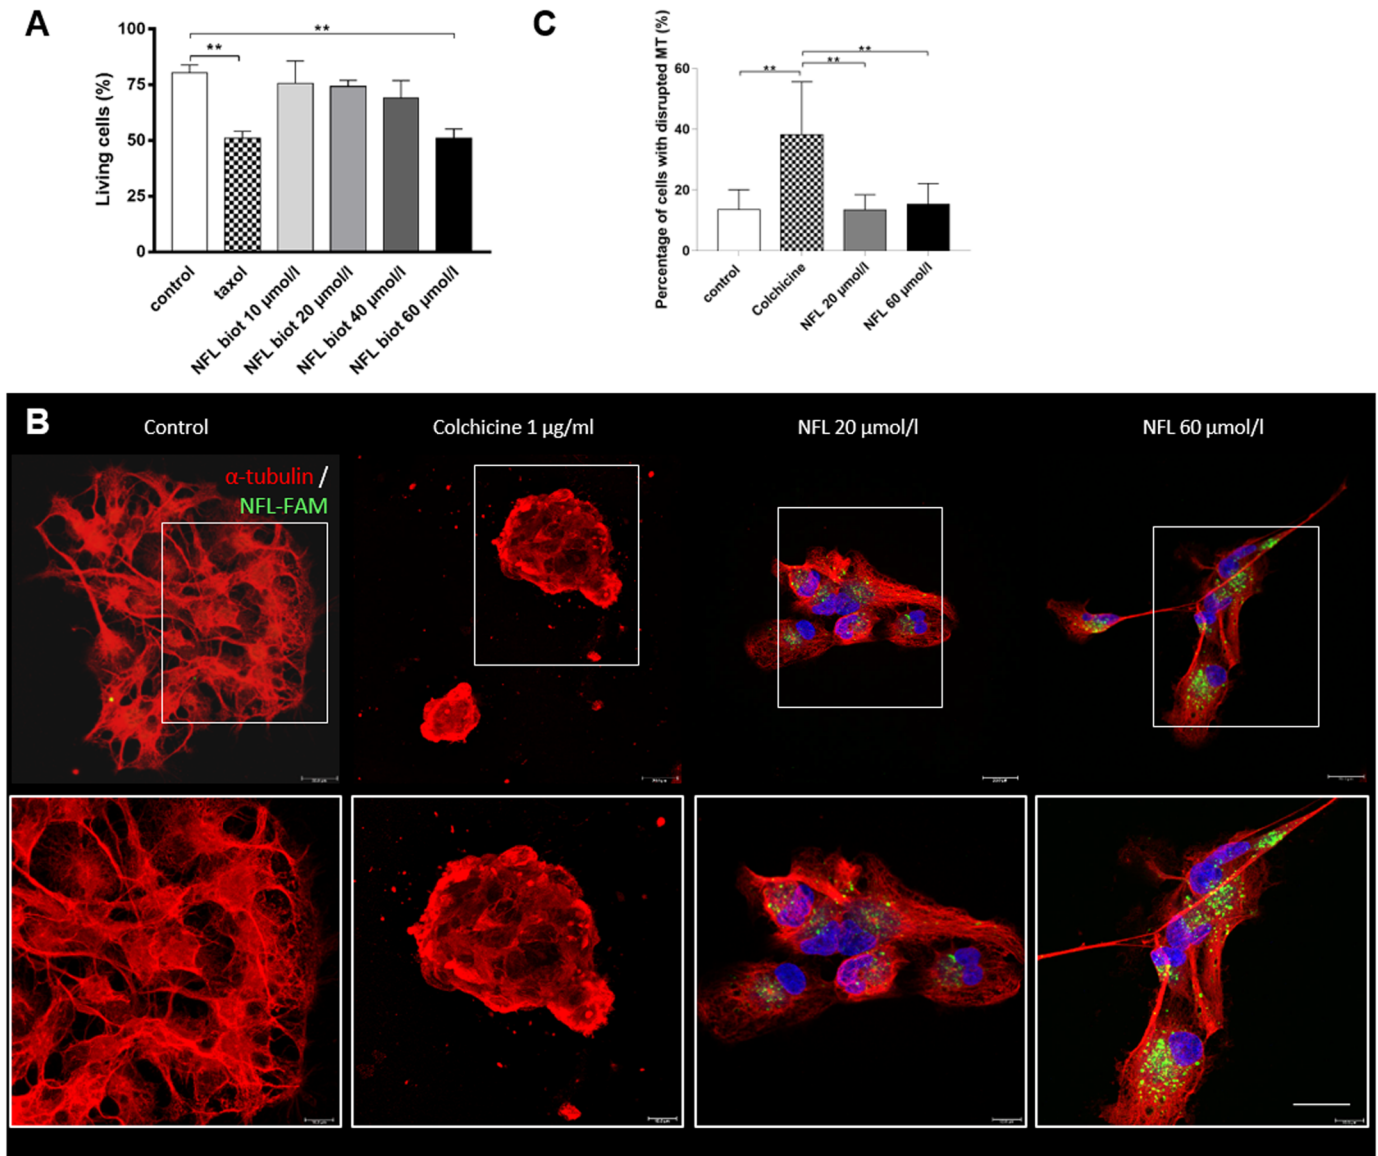 A
Living cells (%)
100
75
50
25
0
**
**
control
taxol
NFL biot 10 µmol/l
NFL biot 20 µmol/l
NFL biot 40 µmol/l
NFL biot 60 µmol/l
C
Percentage of cells with disrupted MT (%)
60
40
20
0
**
**
**
control
Colchicine
NFL 20 µmol/l
NFL 60 µmol/l
B
Control
Colchicine 1 µg/ml
NFL 20 µmol/l
NFL 60 µmol/l
α-tubulin /
NFL-FAM